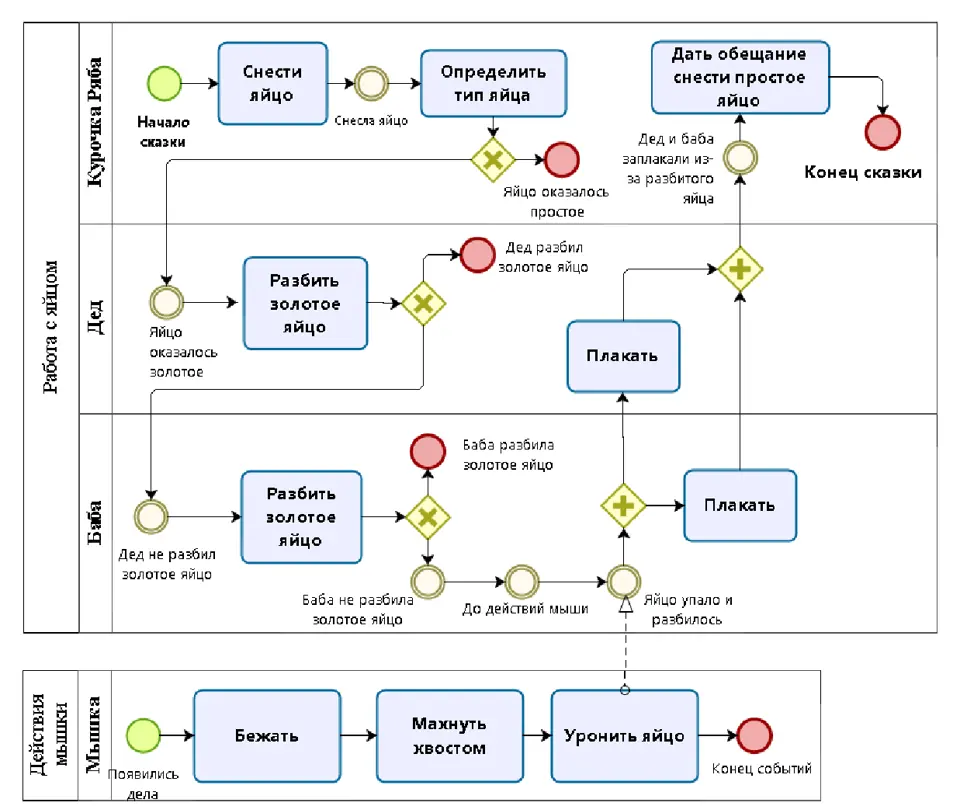 Работа с яйцом
Курочка Ряба
Начало
сказки
Снести
яйцо
Снесла яйцо
Определить
тип яйца
Яйцо оказалось
простое
Дать обещание
снести простое
яйцо
Дед и баба
заплакали из-
за разбитого
яйца
Конец сказки
Дед
Яйцо
оказалось
золотое
Разбить
золотое
яйцо
Дед разбил
золотое яйцо
Плакать
Баба
Дед не разбил
золотое яйцо
Разбить
золотое
яйцо
Баба разбила
золотое яйцо
Баба не разбила
золотое яйцо
До действий мыши
Яйцо упало и
разбилось
Плакать
Действия
мышки
Мышка
Появились
дела
Бежать
Махнуть
хвостом
Уронить яйцо
Конец событий